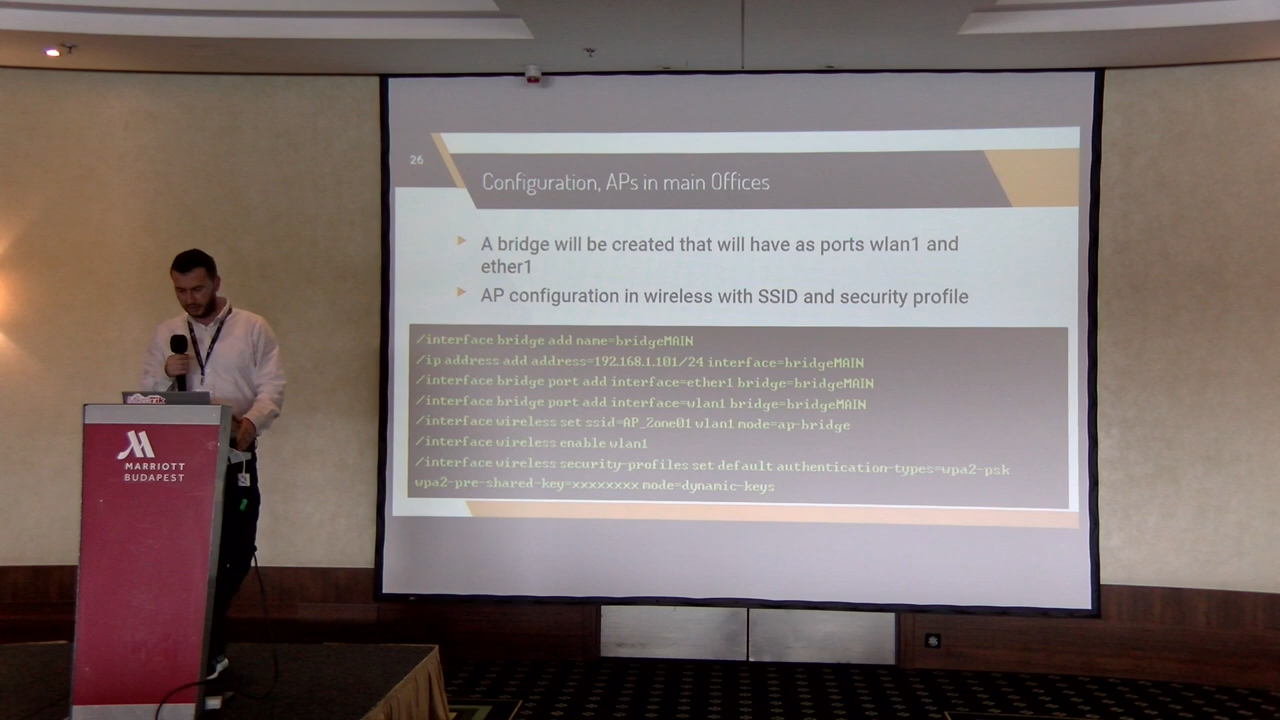 26
Configuration, APs in main Offices
A bridge will be created that will have as ports wlan1 and
ether1
AP configuration in wireless with SSID and security profile
/interface bridge add name=bridgeMAIN
/ip address add address=192.168.1.101/24 interface=bridgeMAIN
/interface bridge port add interface=ether1 bridge=bridgeMAIN
/interface bridge port add interface=wlan1 bridge=bridgeMAIN
/interface wireless set ssid=AP_Zone01 wlan1 mode=ap-bridge
/interface wireless enable wlan1
/interface wireless security-profiles set default authentication-types=wpa2-psk
wpa2-pre-shared-key=xxxxxxxx mode=dynamic-keys
MARRIOTT
BUDAPEST